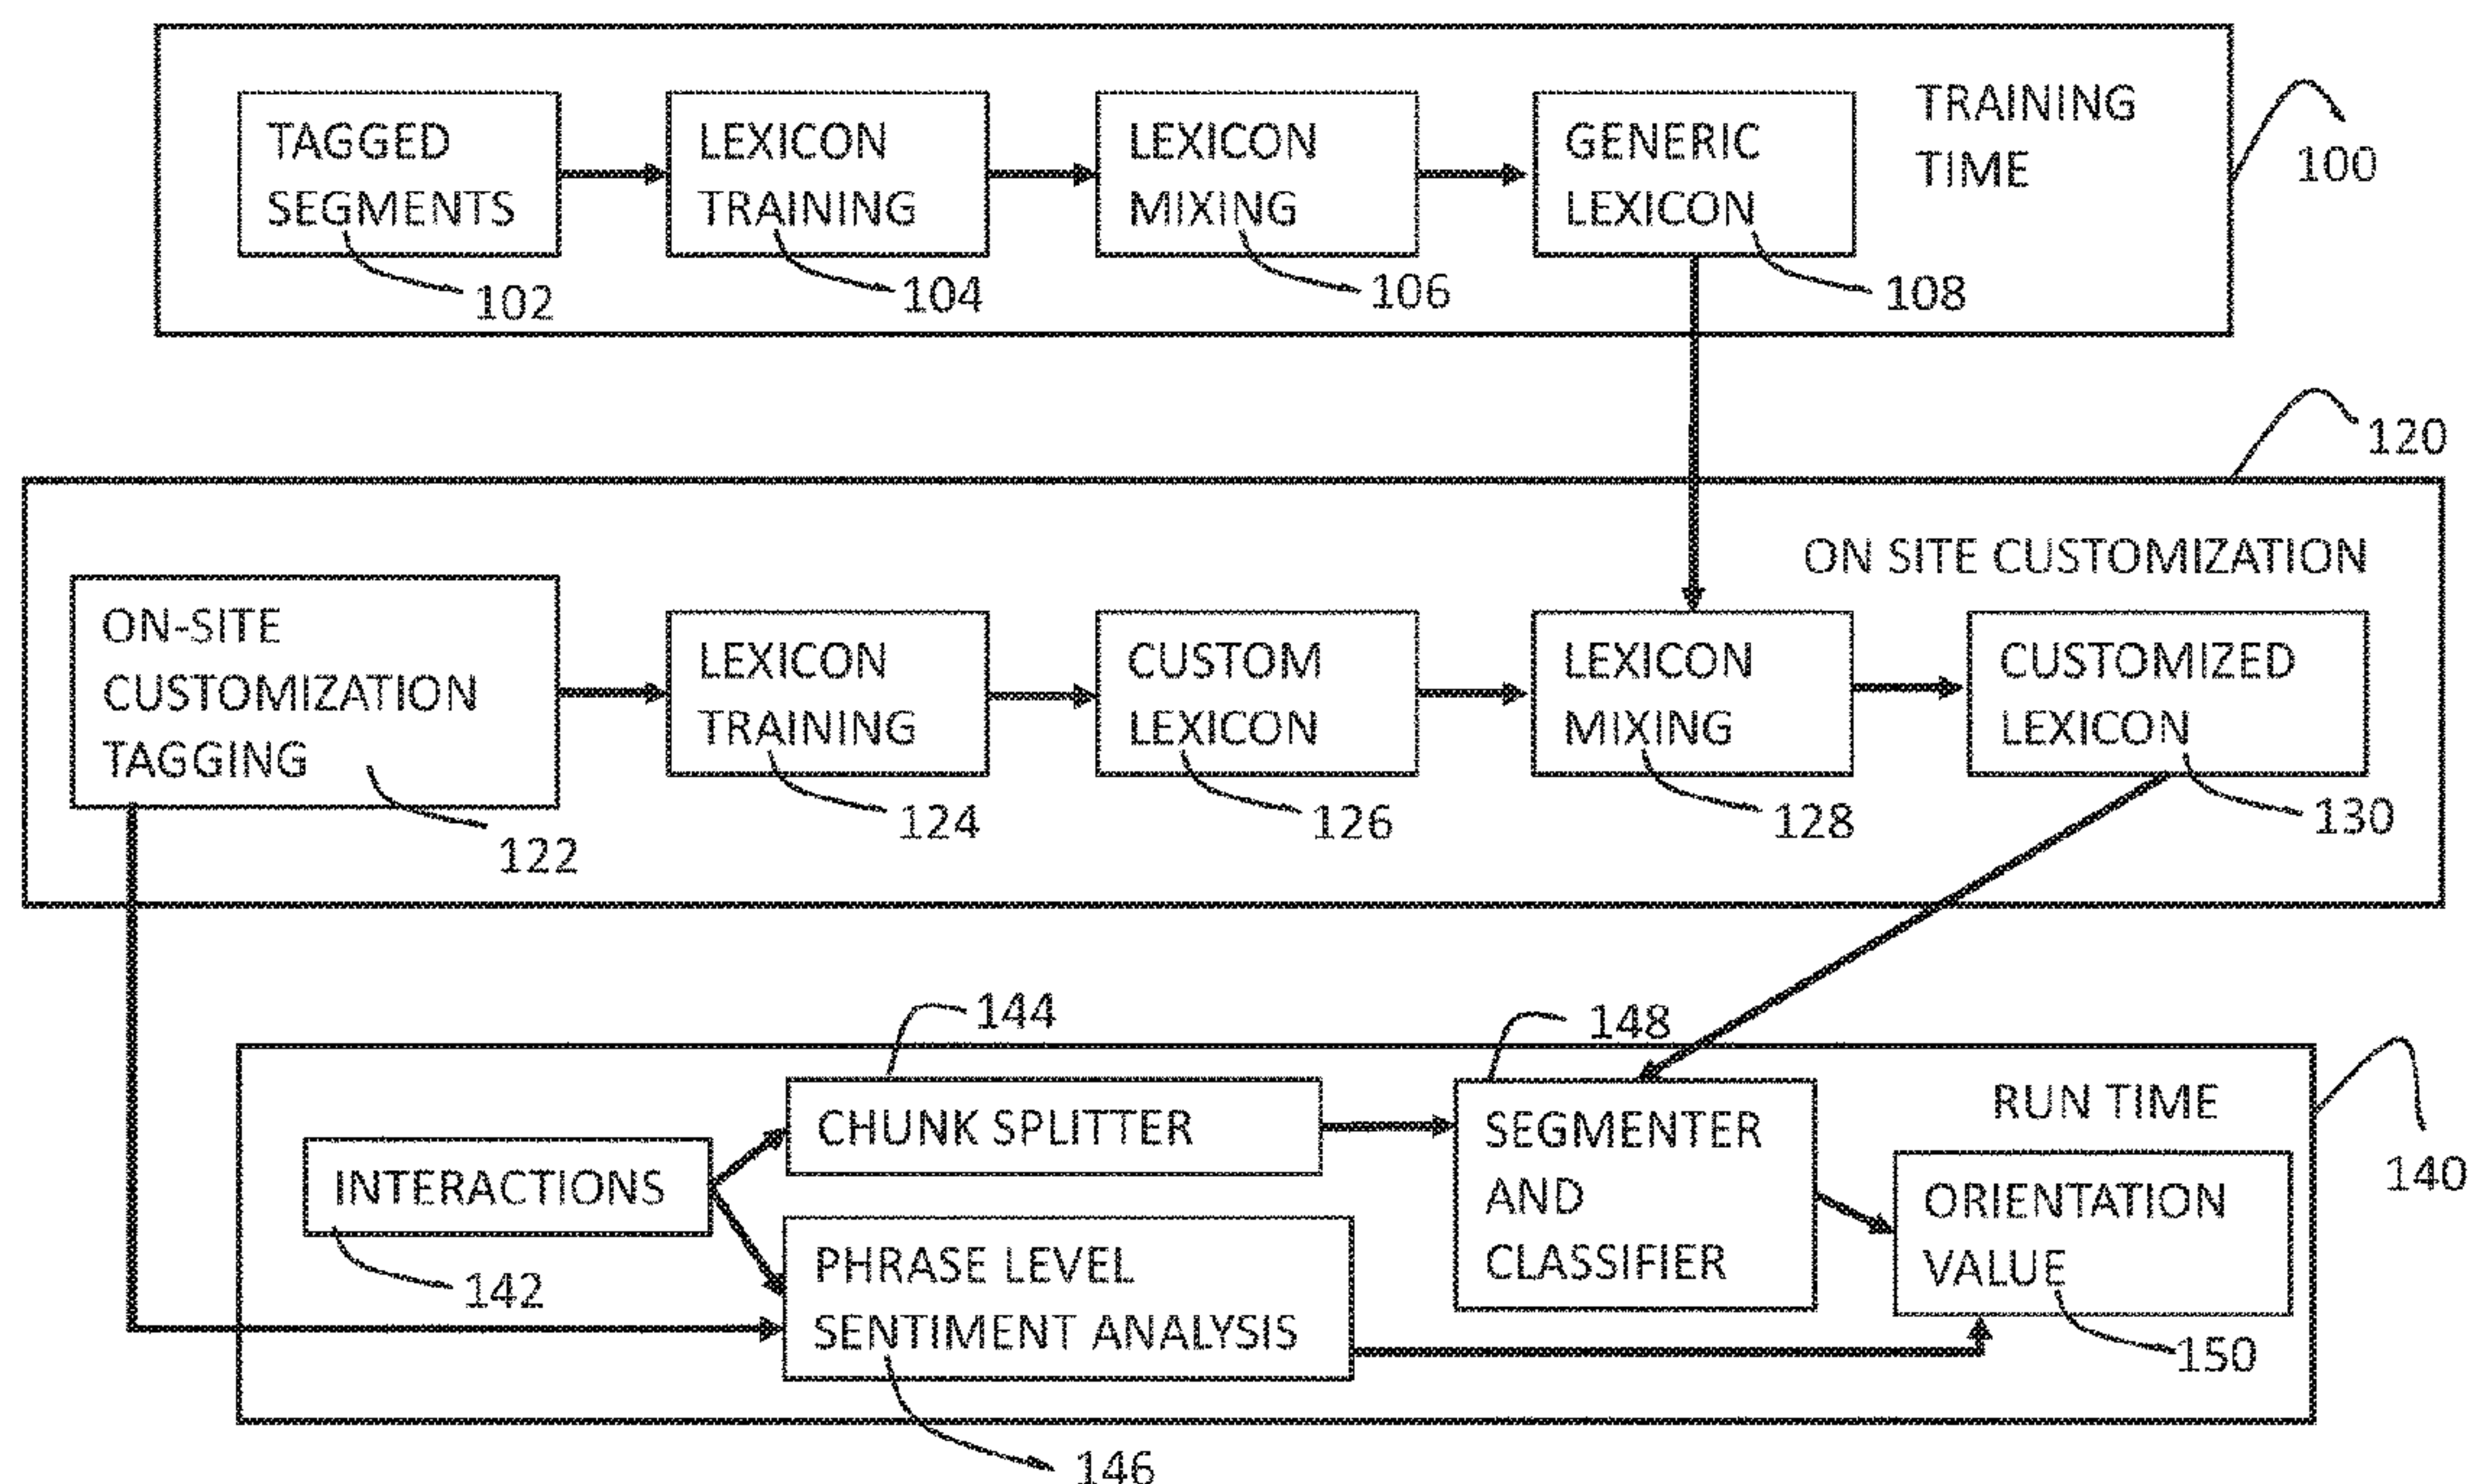 TAGGED
SEGMENTS
102
LEXICON
TRAINING
104
LEXICON
MIXING
106
GENERIC
LEXICON
108
TRAINING
TIME
100
120
ON SITE CUSTOMIZATION
ON-SITE
CUSTOMIZATION
TAGGING
122
LEXICON
TRAINING
124
CUSTOM
LEXICON
126
LEXICON
MIXING
128
CUSTOMIZED
LEXICON
130
144
148
RUN TIME
140
INTERACTIONS
142
CHUNK SPLITTER
PHRASE LEVEL
SENTIMENT ANALYSIS
146
SEGMENTER
AND
CLASSIFIER
ORIENTATION
VALUE
150